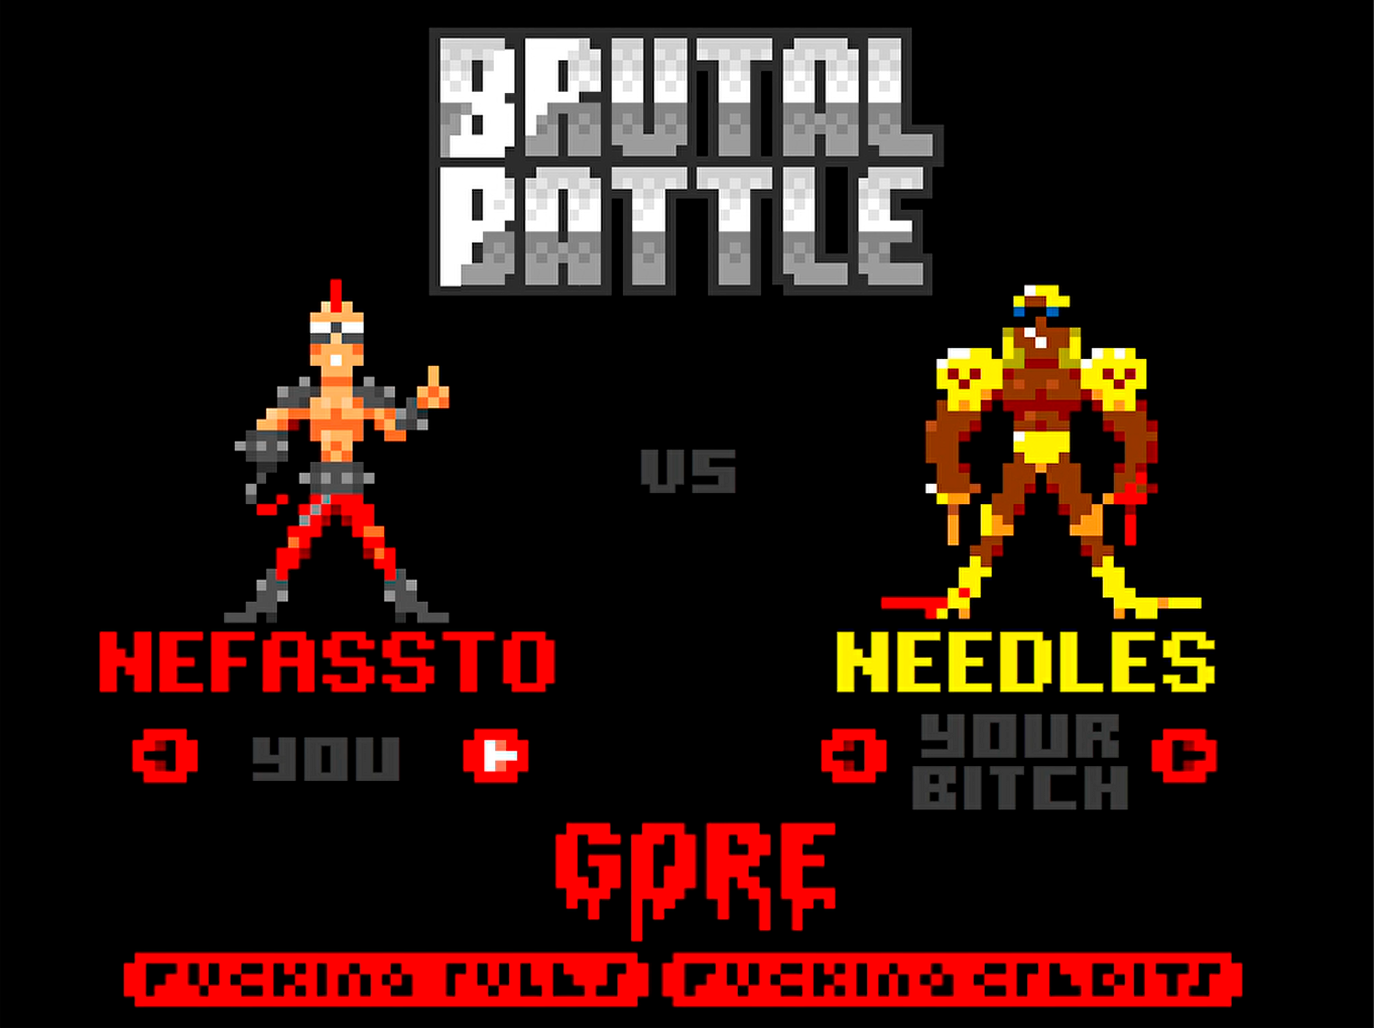 BRUTAL
BATTLE
VS
NEFASSTO
NEEDLES
YOU
YOUR
BITCH
GORE
FUCKING RULES
FUCKING CREDITS